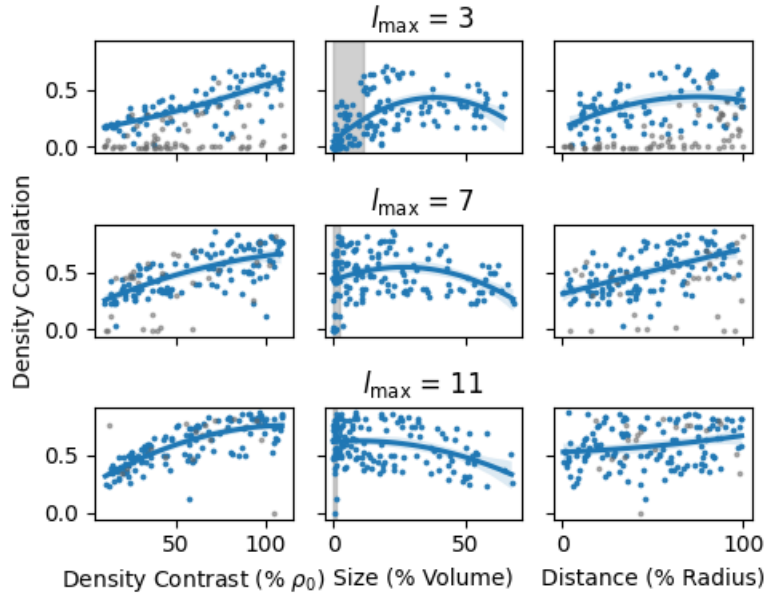 l_max = 3
0.5
0.0
l_max = 7
0.5
0.0
Density Correlation
l_max = 11
0.5
0.0
50 100
0 50
0 100
Density Contrast (% ρ₀) Size (% Volume) Distance (% Radius)